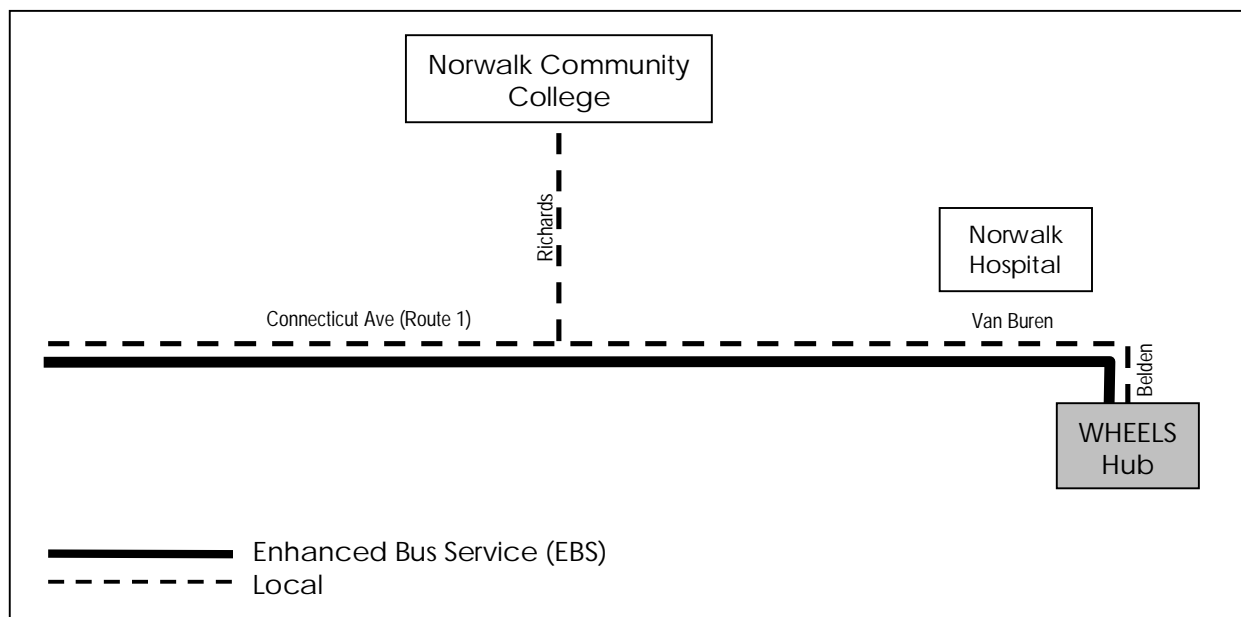 Norwalk Community
College
Richards
Norwalk
Hospital
Connecticut Ave (Route 1)
Van Buren
Belden
WHEELS
Hub
Enhanced Bus Service (EBS)
Local